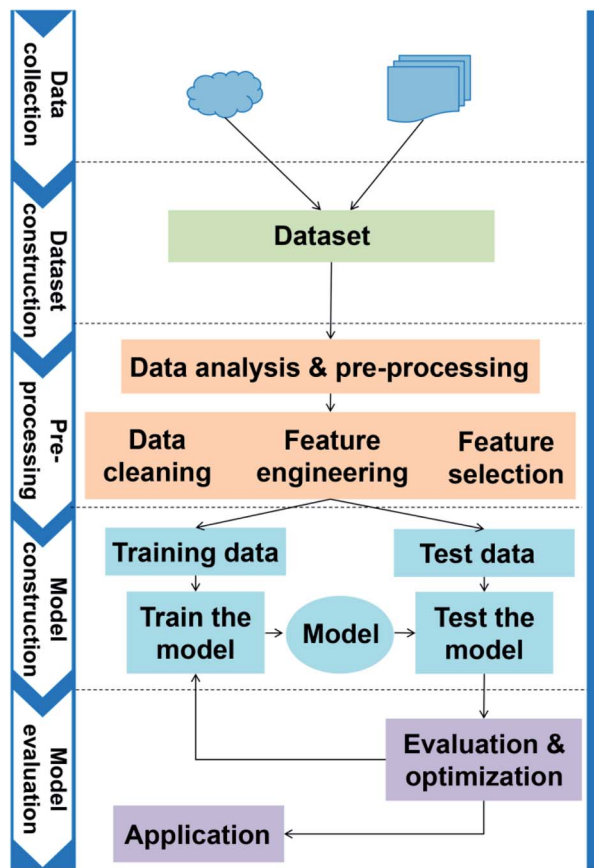 Data
collection
Dataset
Dataset
construction
Data analysis & pre-processing
Pre-
processing
Data
cleaning
Feature
engineering
Feature
selection
Model
construction
Training data
Test data
Train the
model
Model
Test the
model
Model
evaluation
Evaluation &
optimization
Application